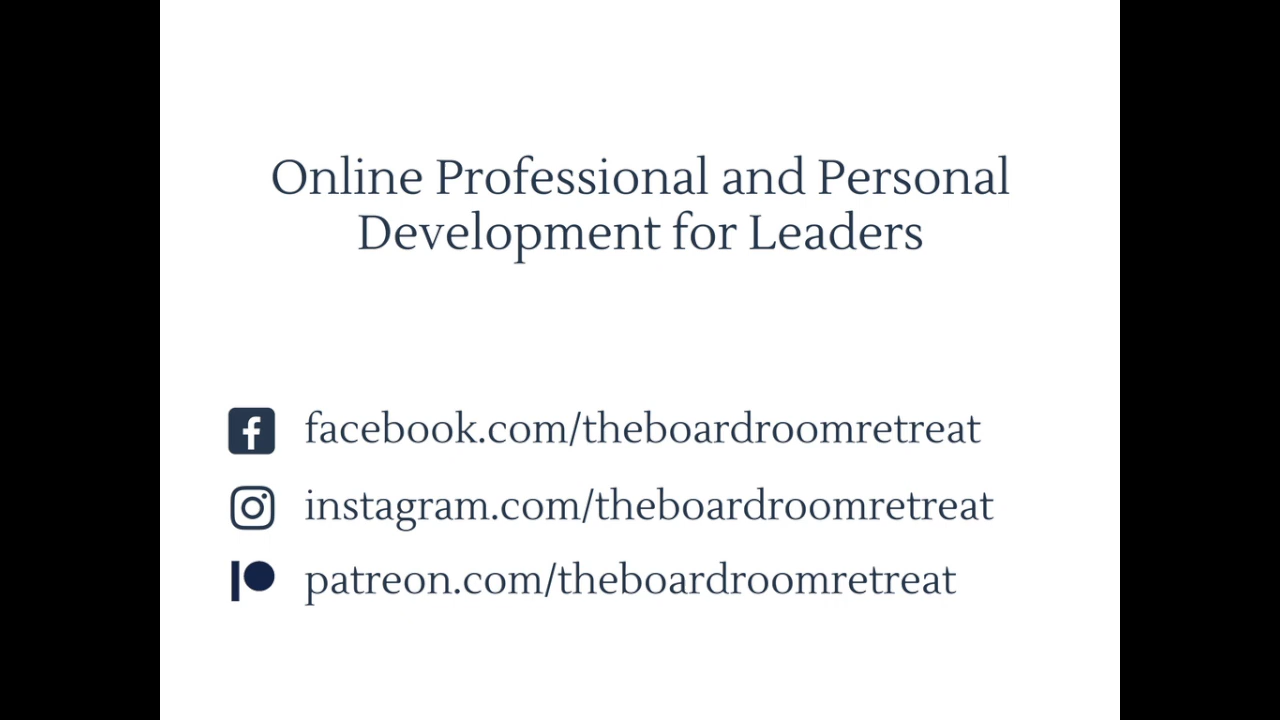 Online Professional and Personal
Development for Leaders
facebook.com/theboardroomretreat
instagram.com/theboardroomretreat
patreon.com/theboardroomretreat